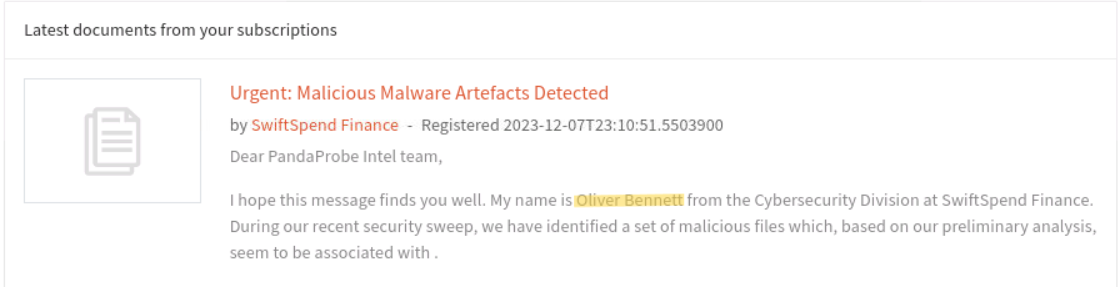 Latest documents from your subscriptions
Urgent: Malicious Malware Artefacts Detected
by SwiftSpend Finance - Registered 2023-12-07T23:10:51.5503900
Dear PandaProbe Intel team,
I hope this message finds you well. My name is Oliver Bennett from the Cybersecurity Division at SwiftSpend Finance.
During our recent security sweep, we have identified a set of malicious files which, based on our preliminary analysis,
seem to be associated with .